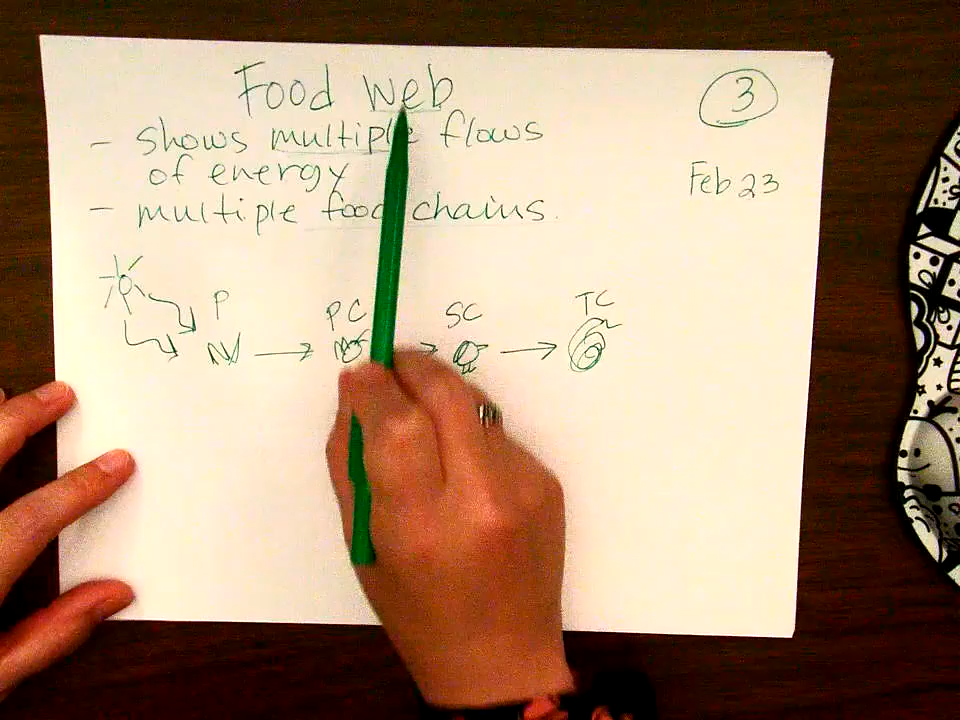 Food web
3
- shows multiple flows
of energy
Feb 23
- multiple food chains.
P
PC
SC
TC